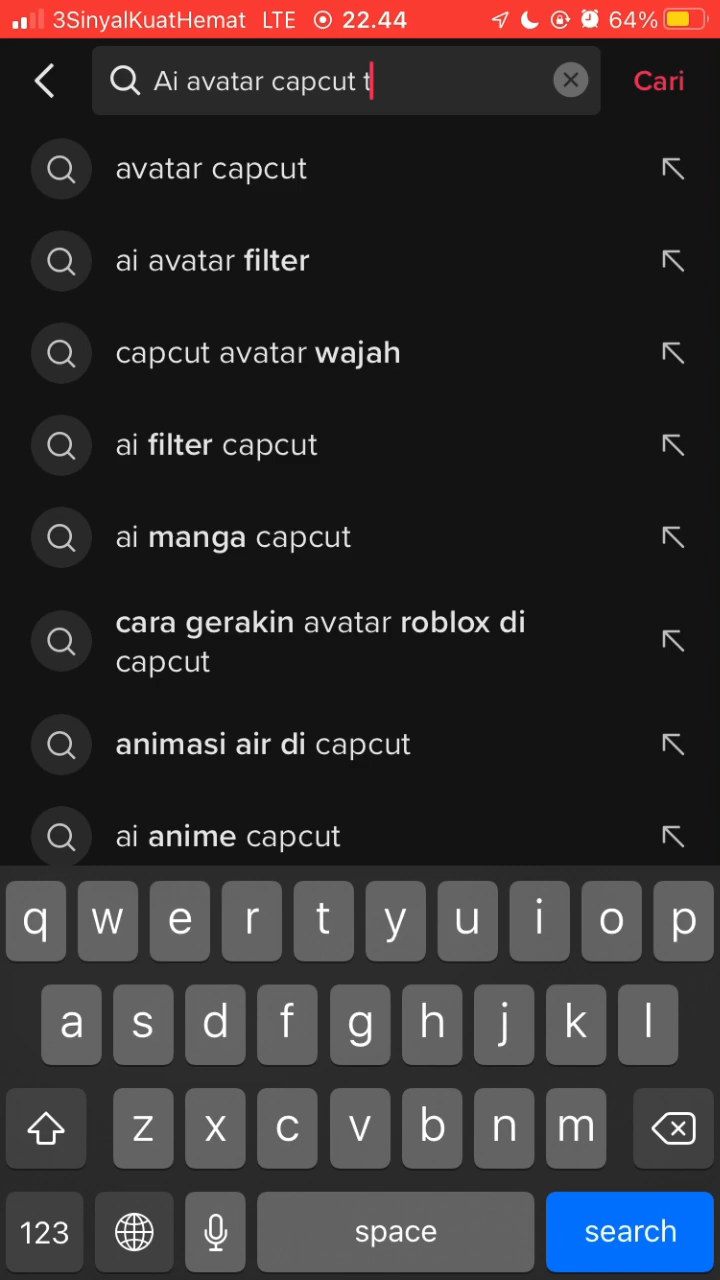 3SinyalKuatHemat LTE 22.44 64%
Ai avatar capcut t Cari
avatar capcut
ai avatar filter
capcut avatar wajah
ai filter capcut
ai manga capcut
cara gerakin avatar roblox di
capcut
animasi air di capcut
ai anime capcut
q w e r t y u i o p
a s d f g h j k l
z x c v b n m
123 space search